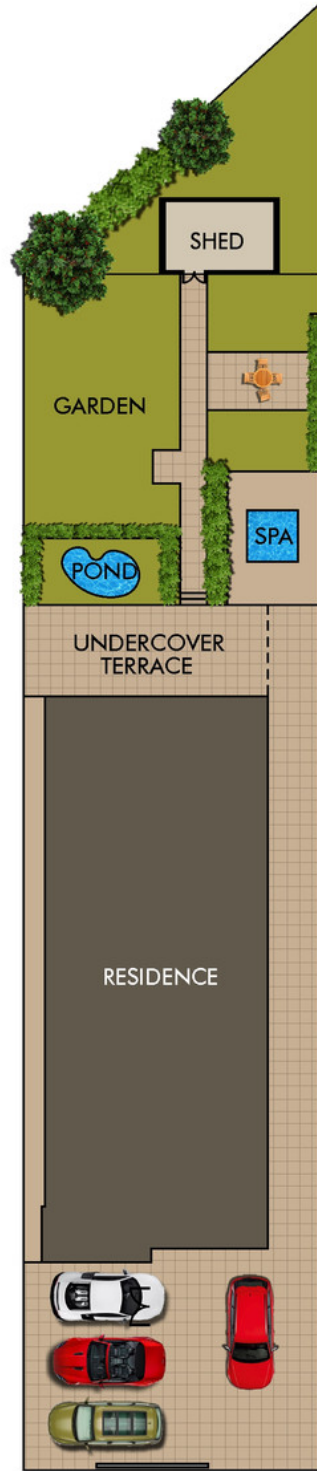 SHED
GARDEN
SPA
POND
UNDERCOVER
TERRACE
RESIDENCE